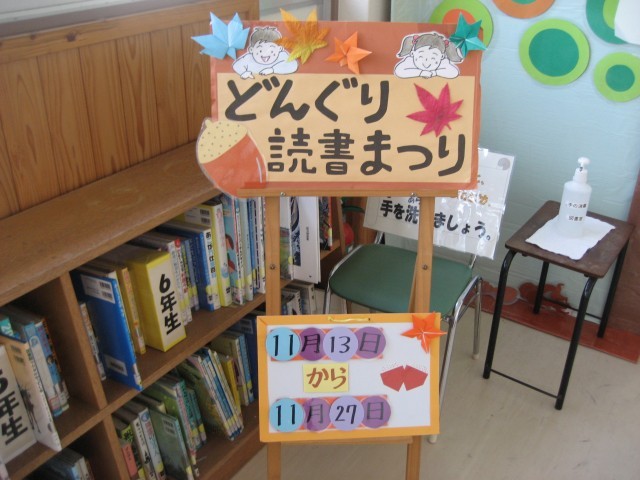 どんぐり
読書まつり
手を洗いましょう。
6年生
6年生
11月13日
から
11月27日